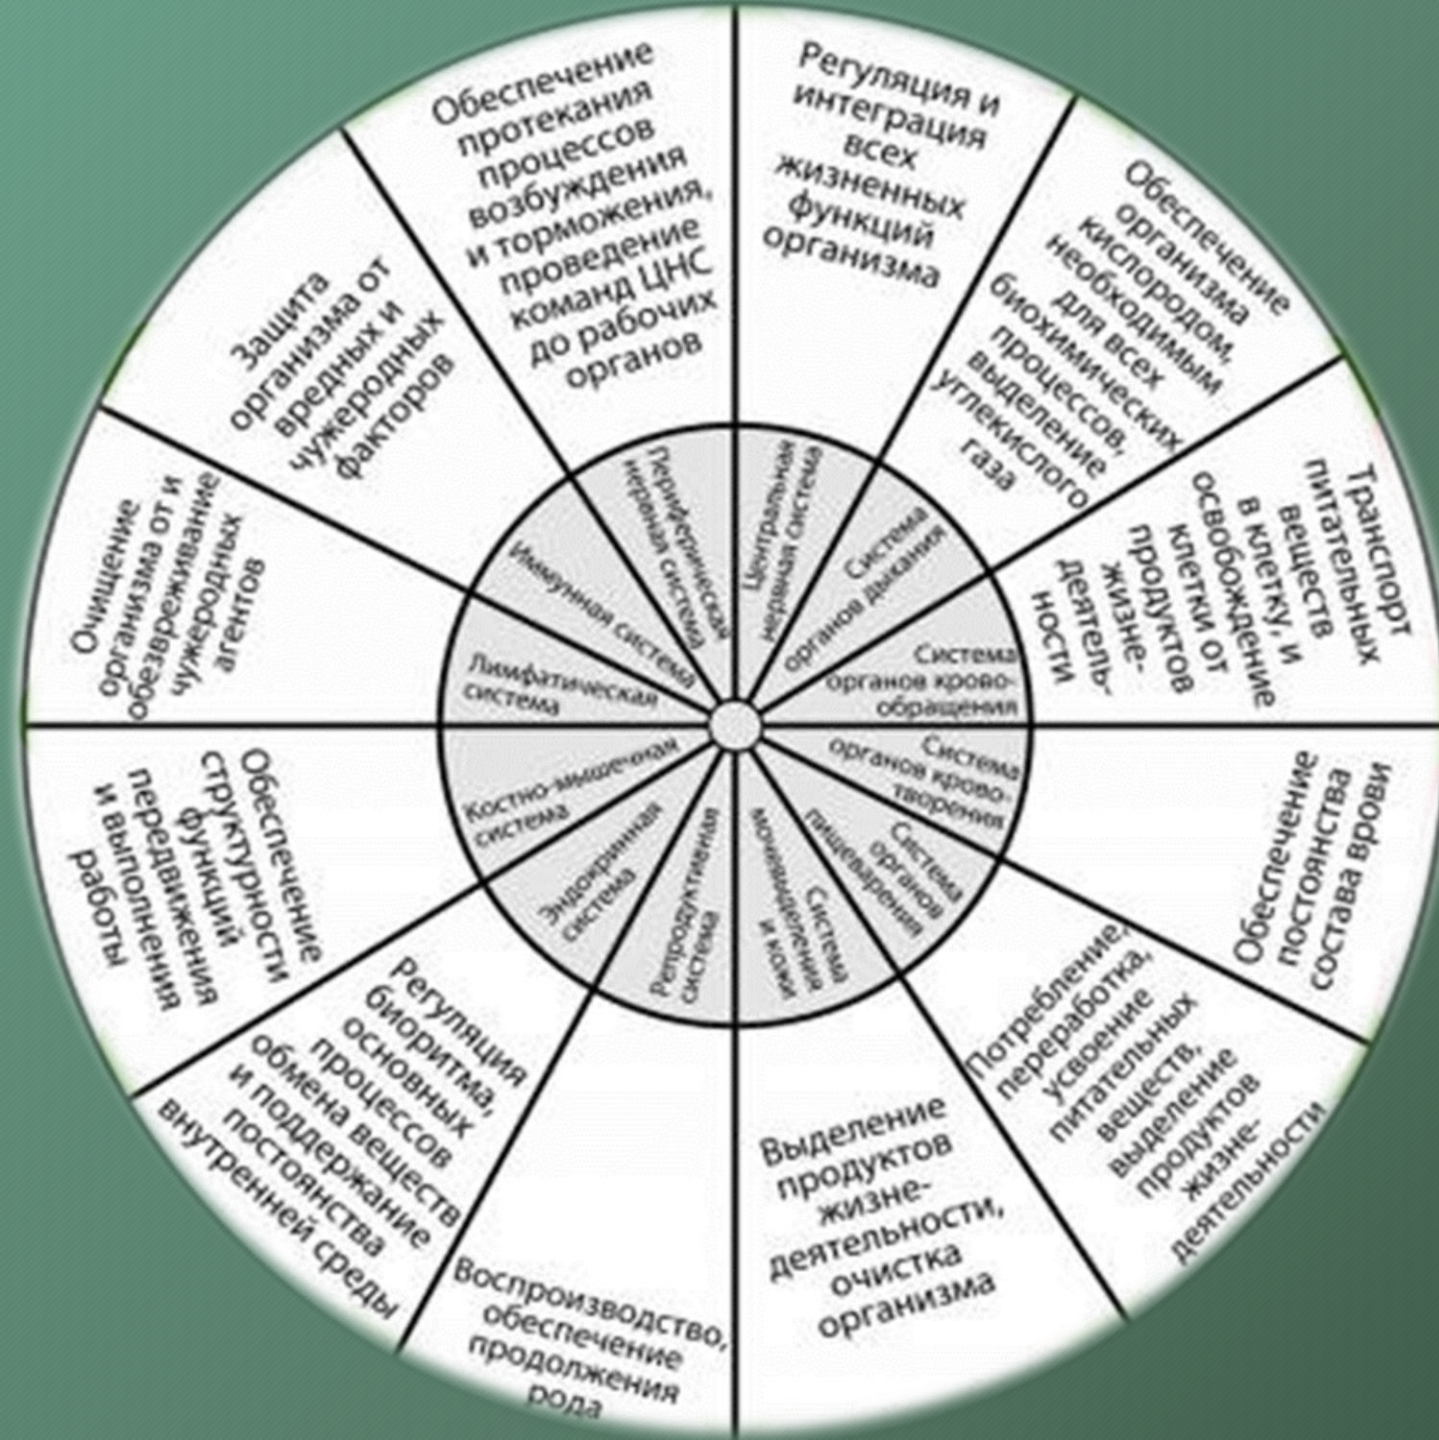 Регуляция и
интеграция
всех
жизненных
функций
организма
Центральная
нервная система
Обеспечение
организма
кислородом,
необходимым
для всех
биохимических
процессов,
выделение
углекислого
газа
Система
органов дыхания
Транспорт
питательных
веществ
в клетку, и
освобождение
клетки от
продуктов
жизне-
деятель-
ности
Система
органов крово-
обращения
Обеспечение
постоянства
состава врови
Система
органов крово-
творения
Потребление,
переработка,
усвоение
питательных
веществ,
выделение
продуктов
жизне-
деятельности
Система
органов
пищеварения
Выделение
продуктов
жизне-
деятельности,
очистка
организма
Система
мочевыделения
и кожи
Воспроизводство,
обеспечение
продолжения
рода
Репродуктивная
система
Регуляция
биоритма,
основных
процессов
обмена веществ
и поддержание
постоянства
внутренней среды
Эндокринная
система
Обеспечение
структурности
функций
передвижения
и выполнения
работы
Костно-мышечная
система
Очищение
организма от и
обезвреживание
чужеродных
агентов
Лимфатическая
система
Защита
организма от
вредных и
чужеродных
факторов
Иммунная система
Обеспечение
протекания
процессов
возбуждения
и торможения,
проведение
команд ЦНС
до рабочих
органов
Периферическая
нервная система